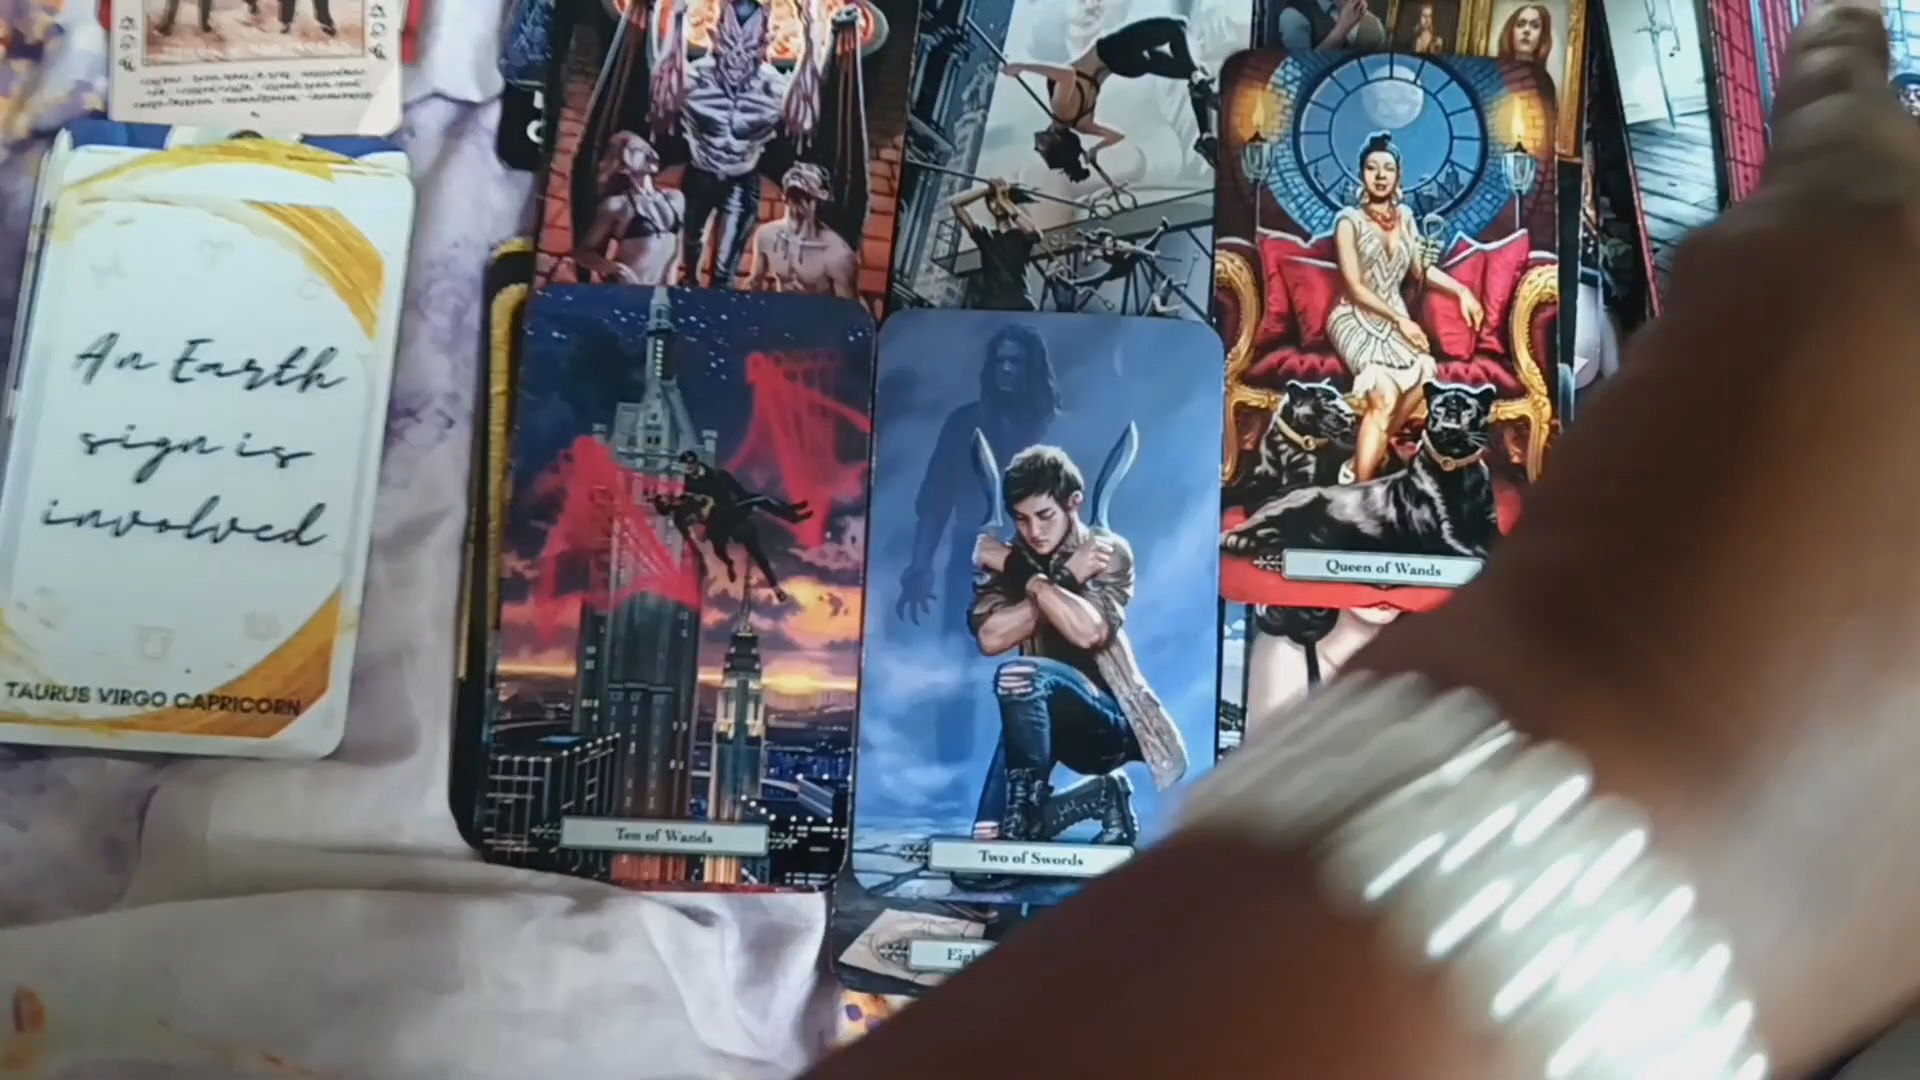 An Earth
sign is
involved
TAURUS VIRGO CAPRICORN
Ten of Wands
Two of Swords
Queen of Wands